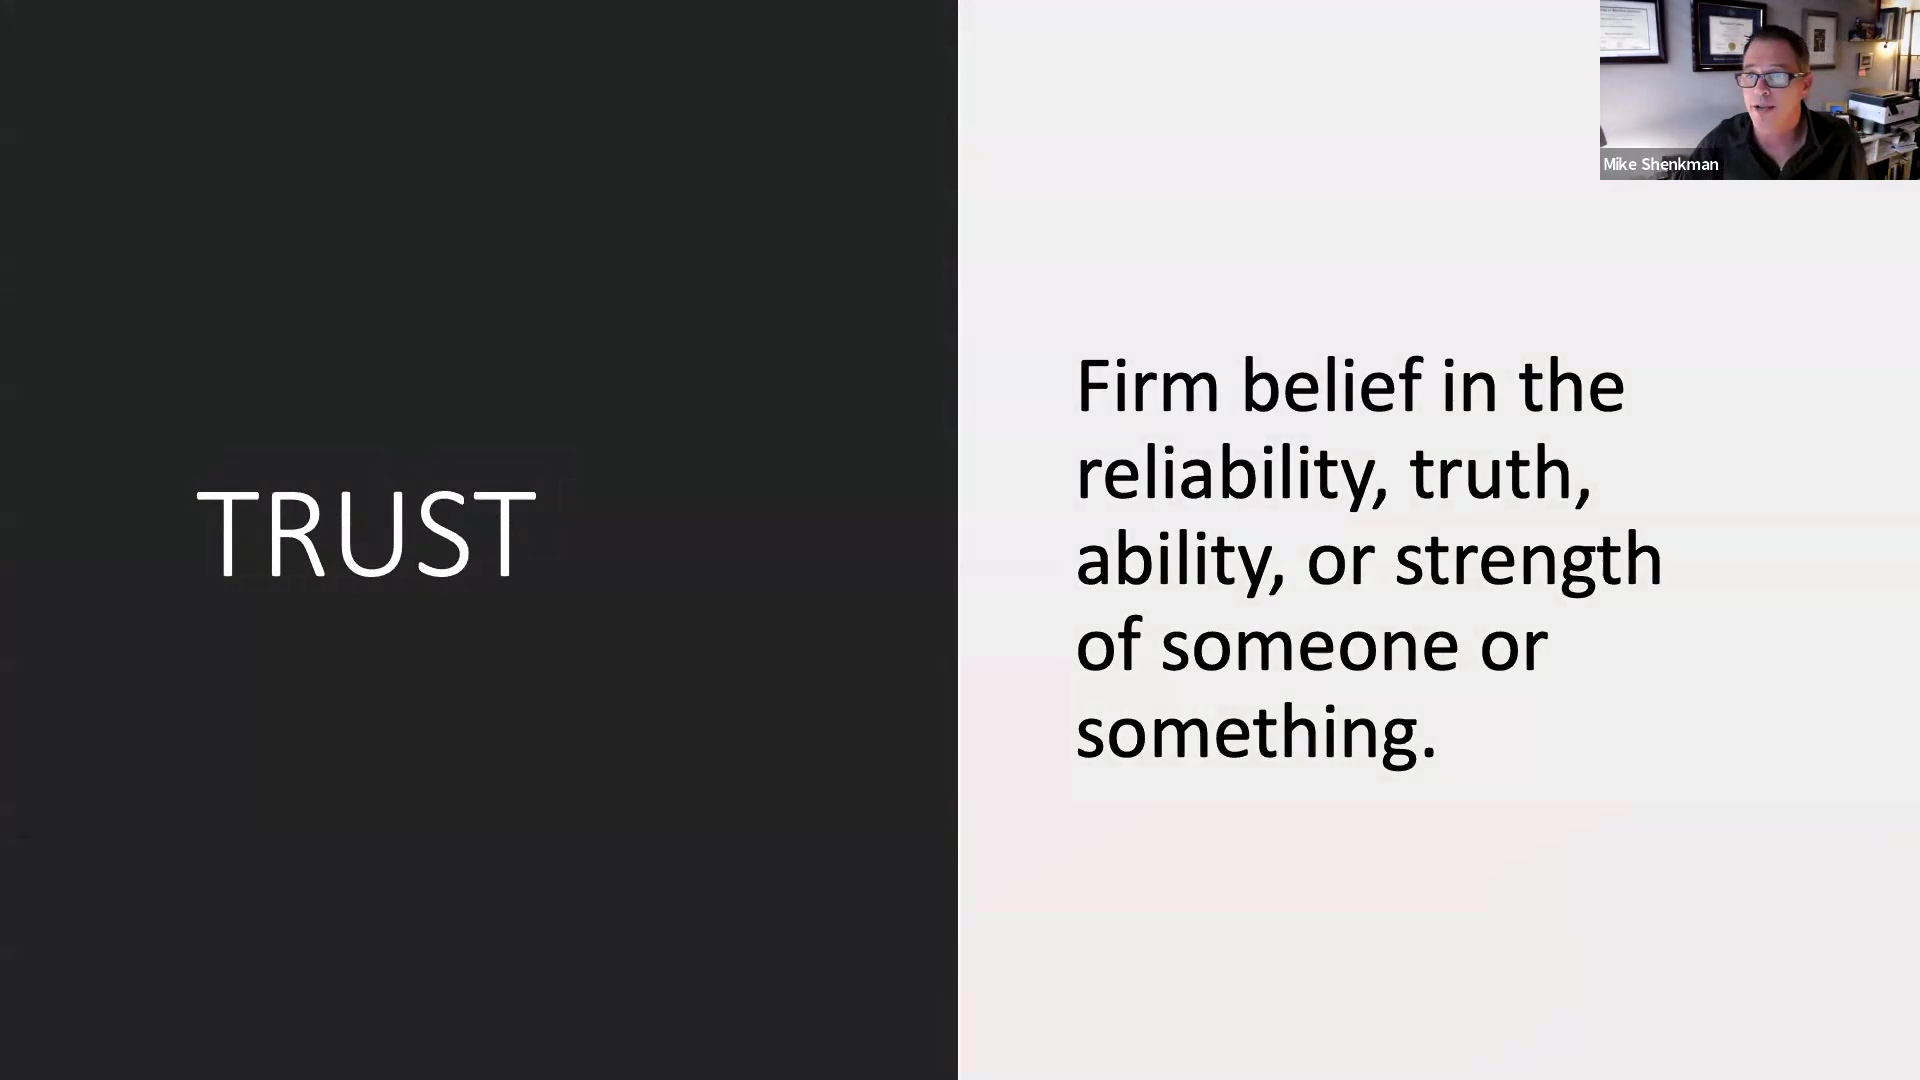 TRUST
Firm belief in the
reliability, truth,
ability, or strength
of someone or
something.
Mike Shenkman